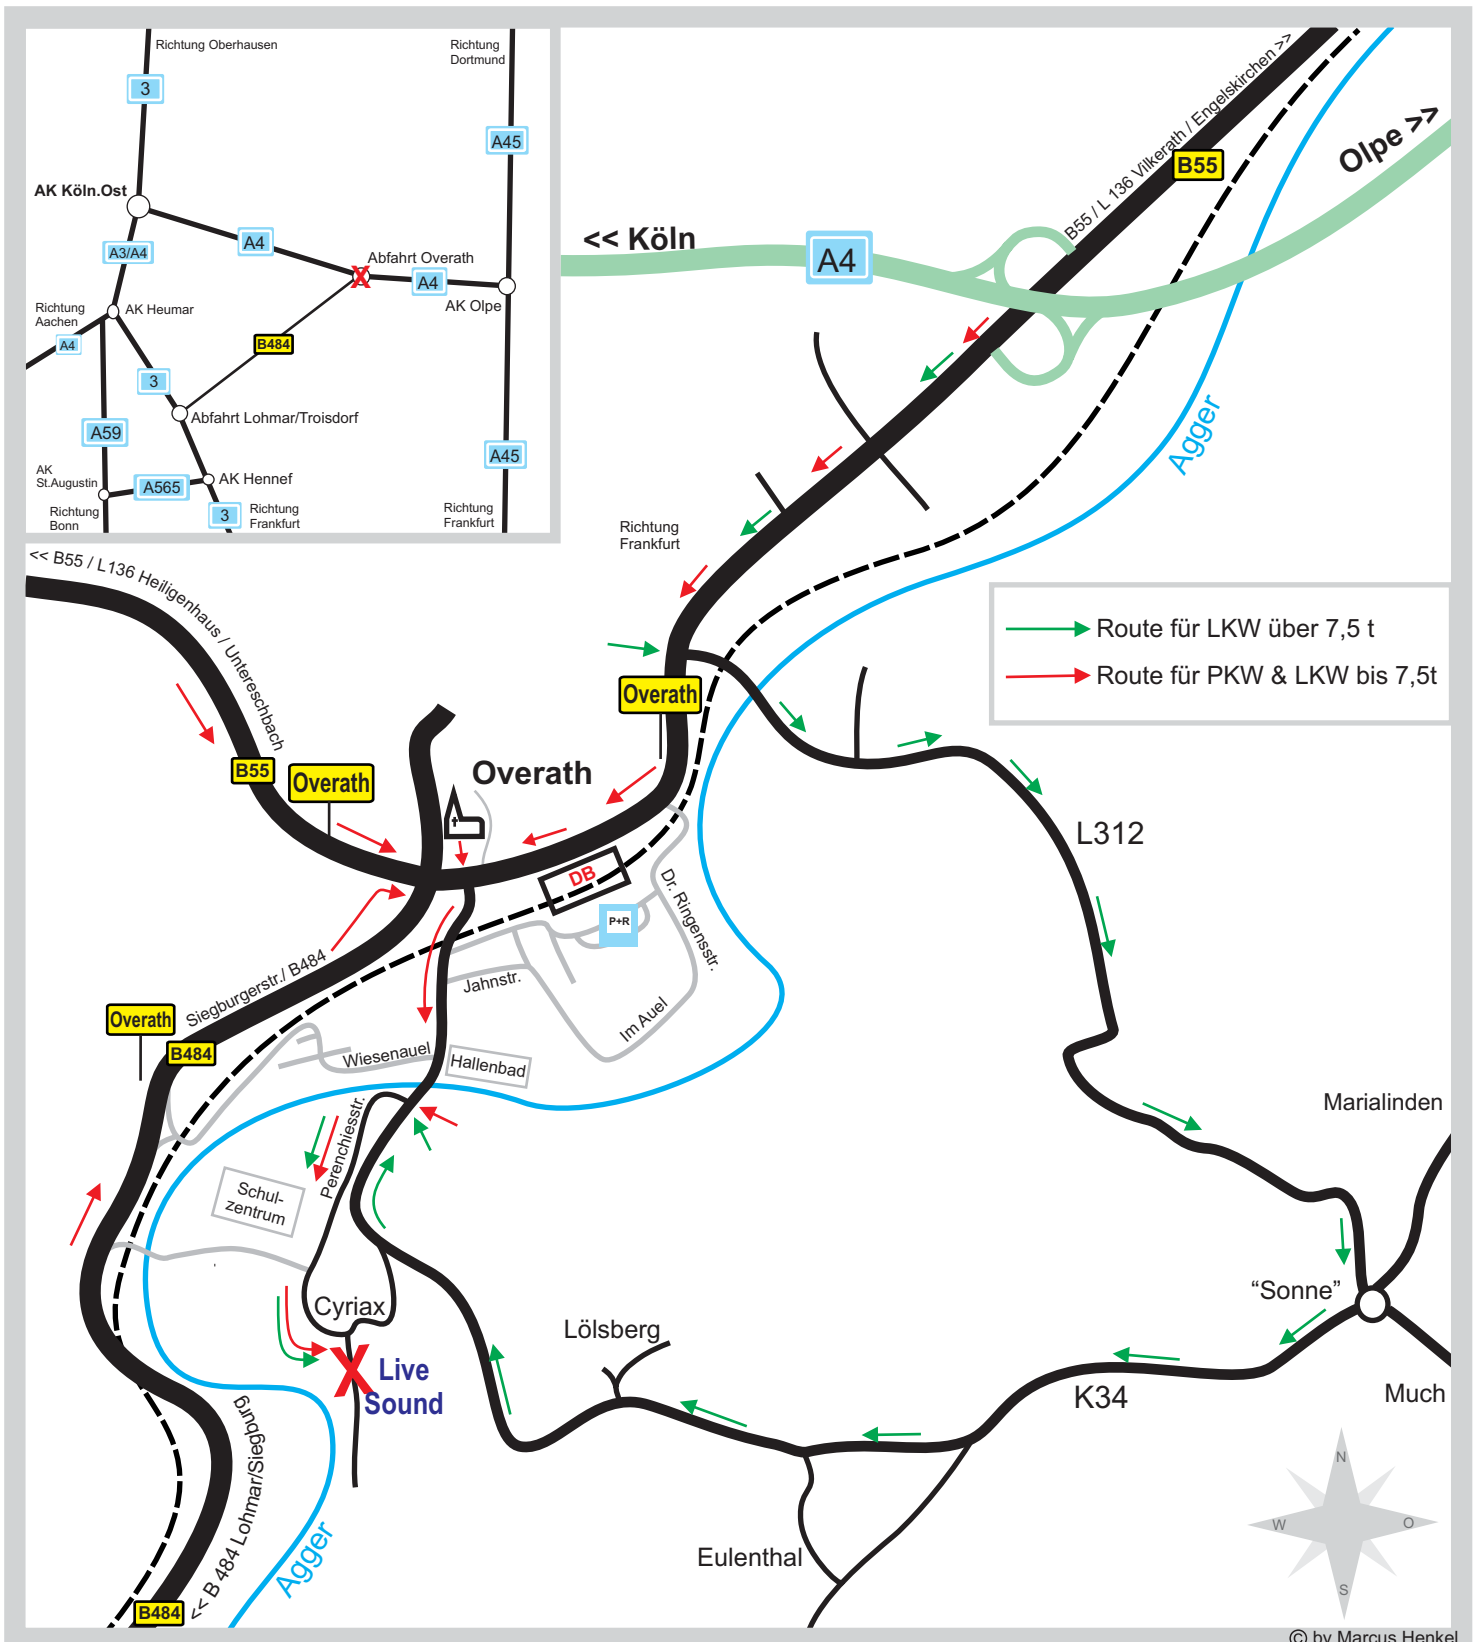 Richtung Oberhausen
Richtung
Dortmund
3
A45
AK Köln.Ost
A3/A4
A4
Abfahrt Overath
X
A4
AK Olpe
Richtung
Aachen
AK Heumar
A4
B484
3
Abfahrt Lohmar/Troisdorf
A59
A45
AK
St.Augustin
A565
AK Hennef
Richtung
Bonn
3
Richtung
Frankfurt
Richtung
Frankfurt
<< Köln
A4
B55 / L 136 Vilkerath / Engelskirchen >>
B55
Olpe >>
Agger
Richtung
Frankfurt
<< B55 / L136 Heiligenhaus / Untereschbach
Route für LKW über 7,5 t
Route für PKW & LKW bis 7,5t
Overath
B55
Overath
Overath
L312
DB
P+R
Dr. Ringensstr.
Siegburgerstr./ B484
Jahnstr.
Im Auel
Overath
B484
Wiesenauel
Hallenbad
Perenchiesstr.
Marialinden
Schul-
zentrum
"Sonne"
Cyriax
Lölsberg
X
Live
Sound
K34
Much
<< B 484 Lohmar/Siegburg
Agger
Eulenthal
N
W
O
S
B484
© by Marcus Henkel